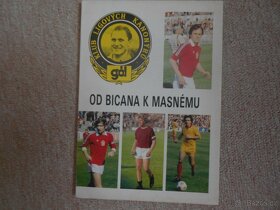 KLUB LIGOVÝCH KANONÝRŮ
gól
OD BICANA K MASNÉMU